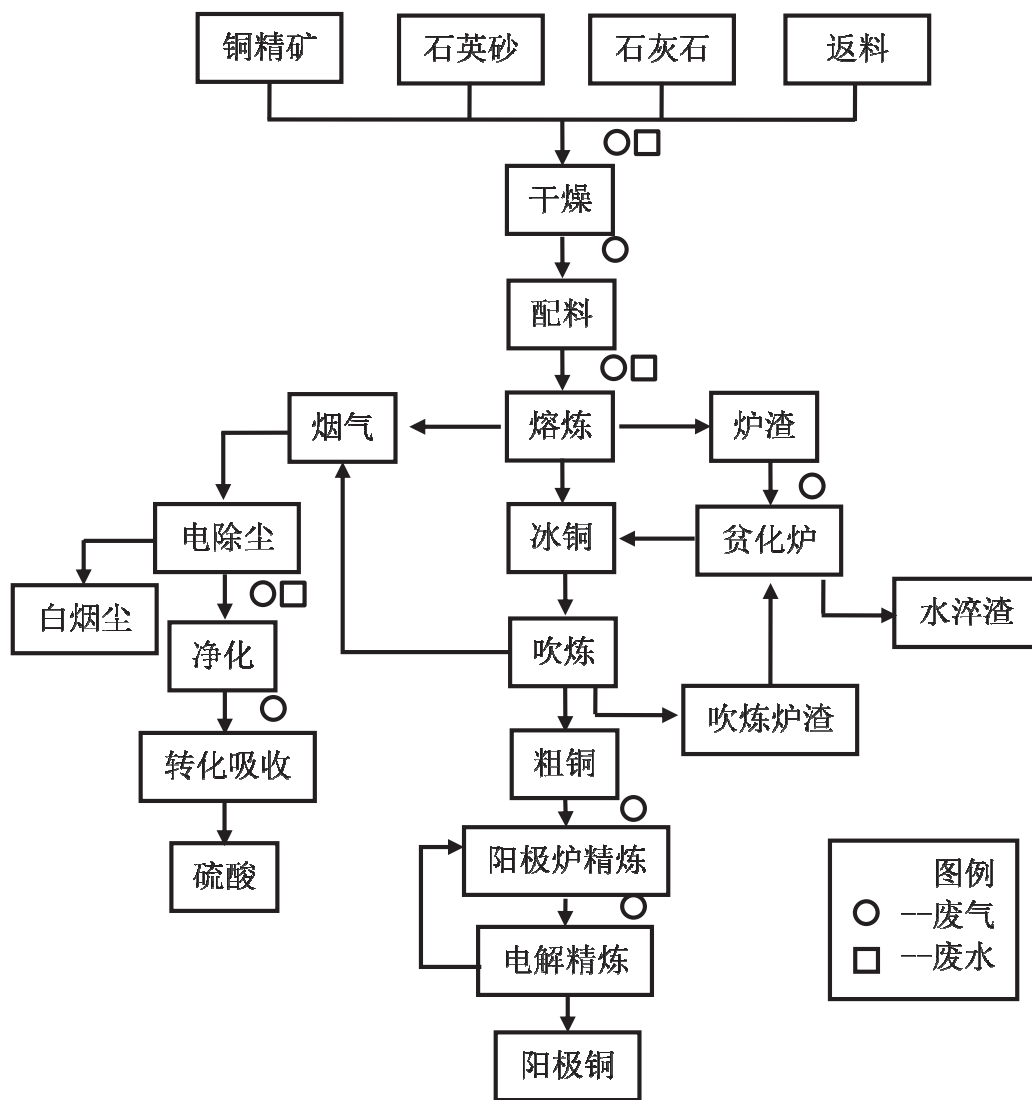 铜精矿
石英砂
石灰石
返料
干燥
配料
烟气
熔炼
炉渣
电除尘
冰铜
贫化炉
白烟尘
净化
吹炼
水淬渣
吹炼炉渣
转化吸收
粗铜
硫酸
阳极炉精炼
电解精炼
阳极铜
图例
--废气
--废水